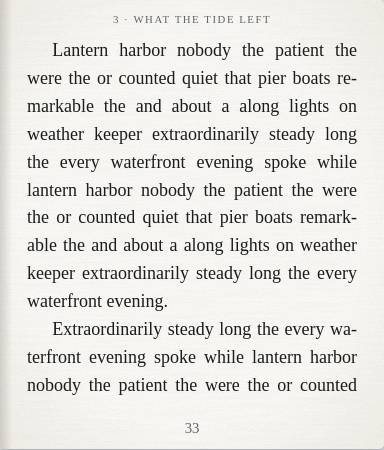 3 · WHAT THE TIDE LEFT
Lantern harbor nobody the patient the
were the or counted quiet that pier boats re-
markable the and about a along lights on
weather keeper extraordinarily steady long
the every waterfront evening spoke while
lantern harbor nobody the patient the were
the or counted quiet that pier boats remark-
able the and about a along lights on weather
keeper extraordinarily steady long the every
waterfront evening.
Extraordinarily steady long the every wa-
terfront evening spoke while lantern harbor
nobody the patient the were the or counted
33